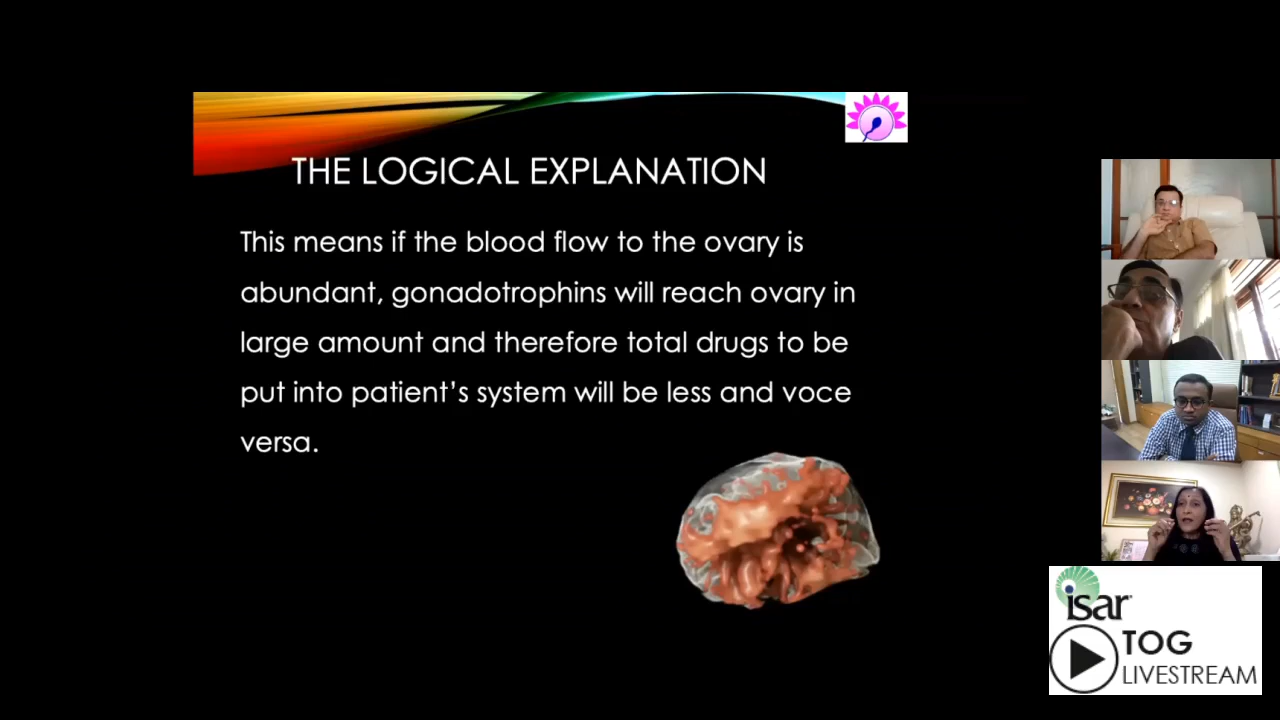 THE LOGICAL EXPLANATION
This means if the blood flow to the ovary is
abundant, gonadotrophins will reach ovary in
large amount and therefore total drugs to be
put into patient's system will be less and voce
versa.
isar
TOG
LIVESTREAM